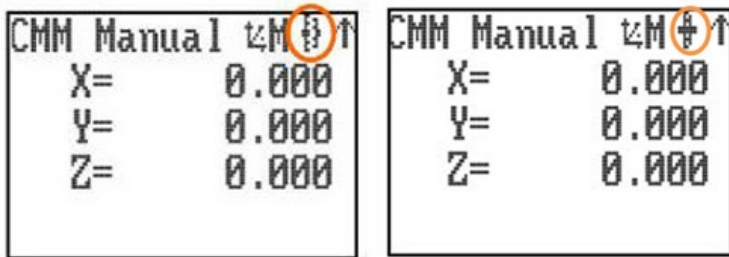 CMM Manual M ↑
X= 0.000
Y= 0.000
Z= 0.000
CMM Manual M ↑
X= 0.000
Y= 0.000
Z= 0.000